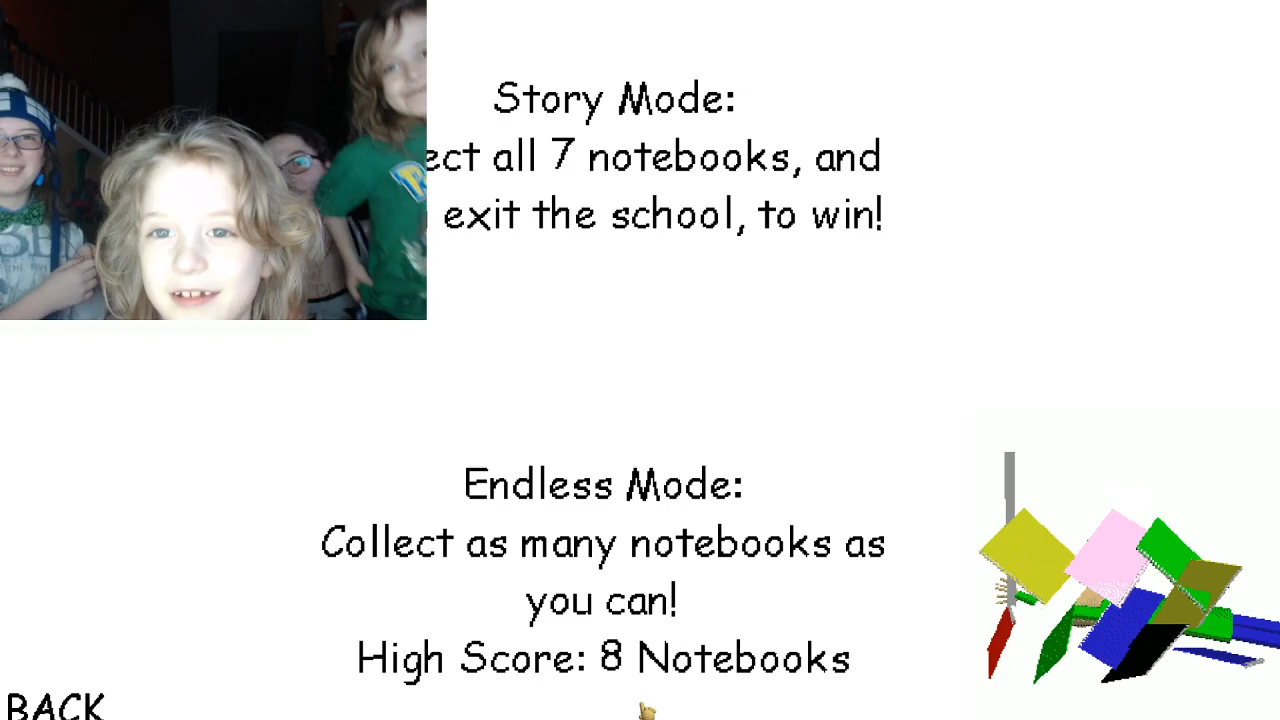 Story Mode:
ect all 7 notebooks, and
exit the school, to win!
Endless Mode:
Collect as many notebooks as
you can!
High Score: 8 Notebooks
BACK